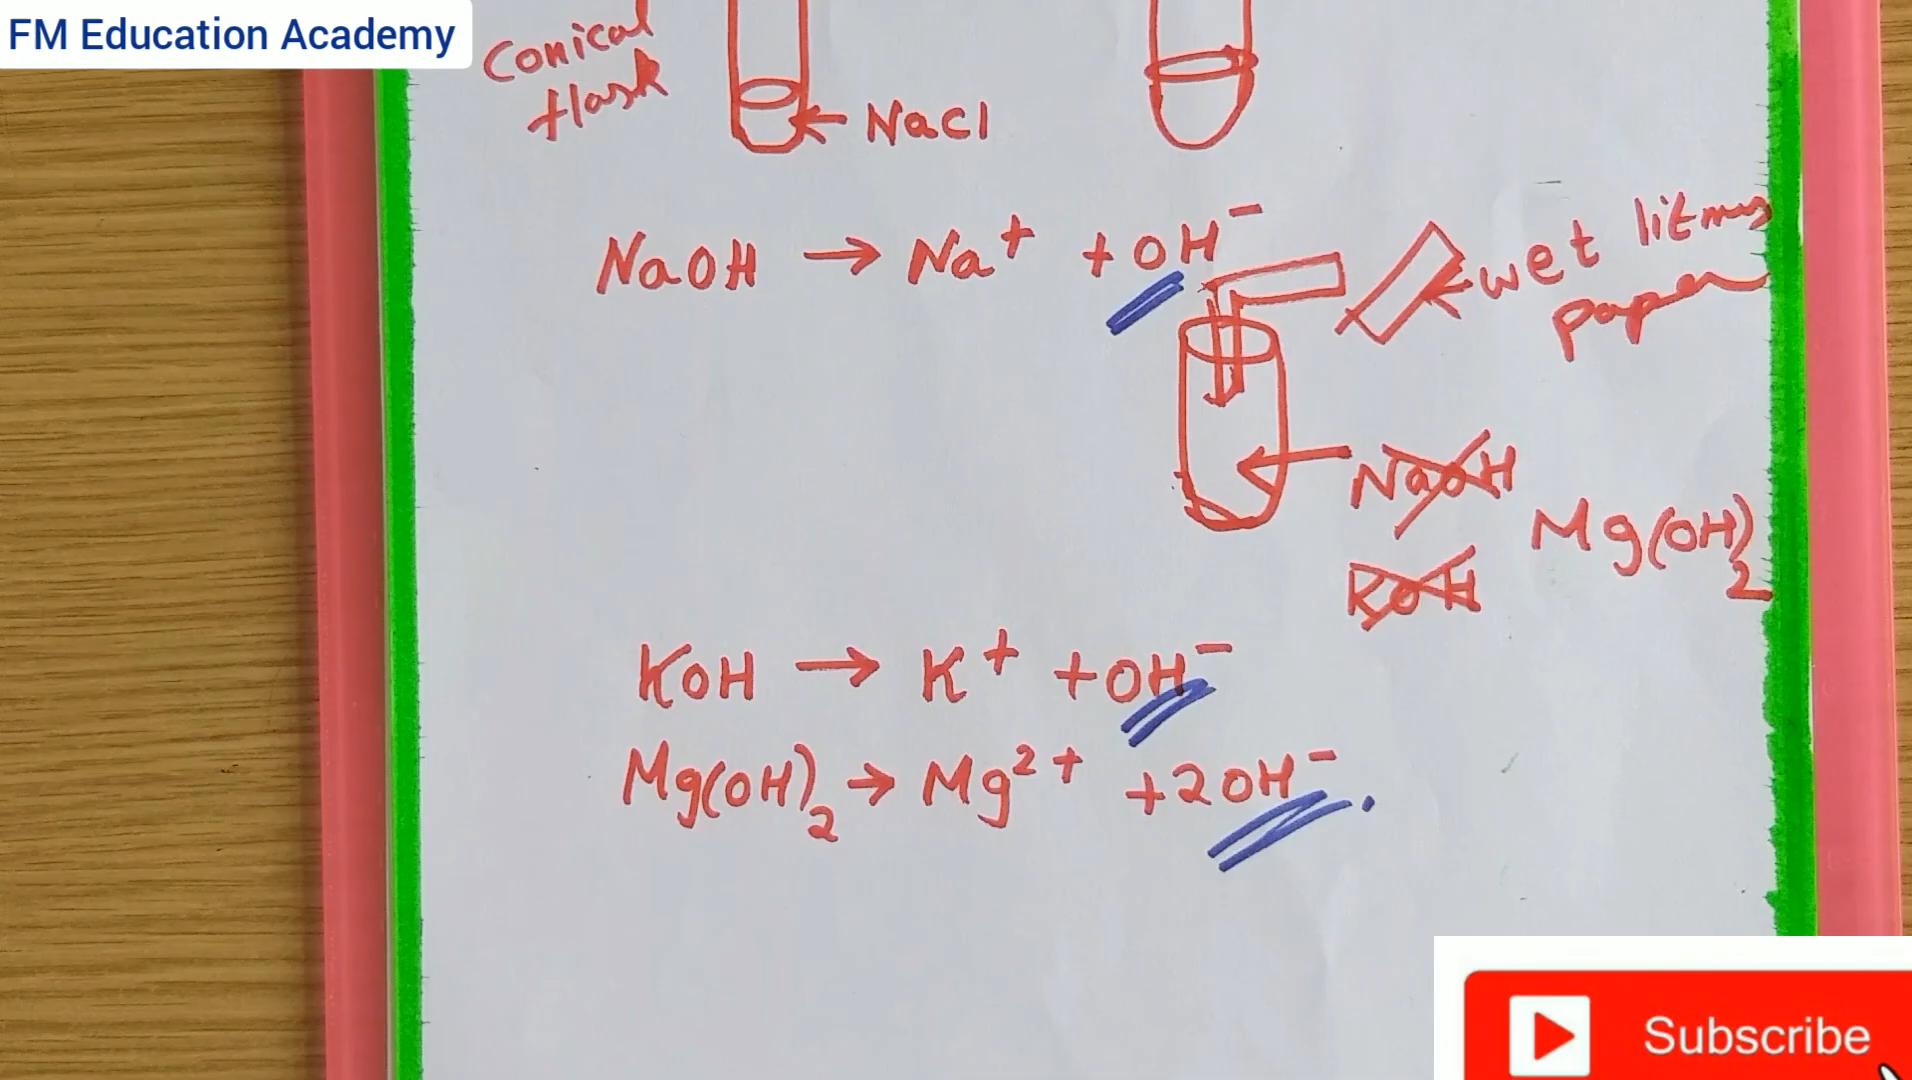 FM Education Academy
Conical
flask
NaCl
NaOH → Na⁺ + OH⁻
wet litmus
paper
NaOH
Mg(OH)₂
KOH
KOH → K⁺ + OH⁻
Mg(OH)₂ → Mg²⁺ + 2OH⁻.
Subscribe